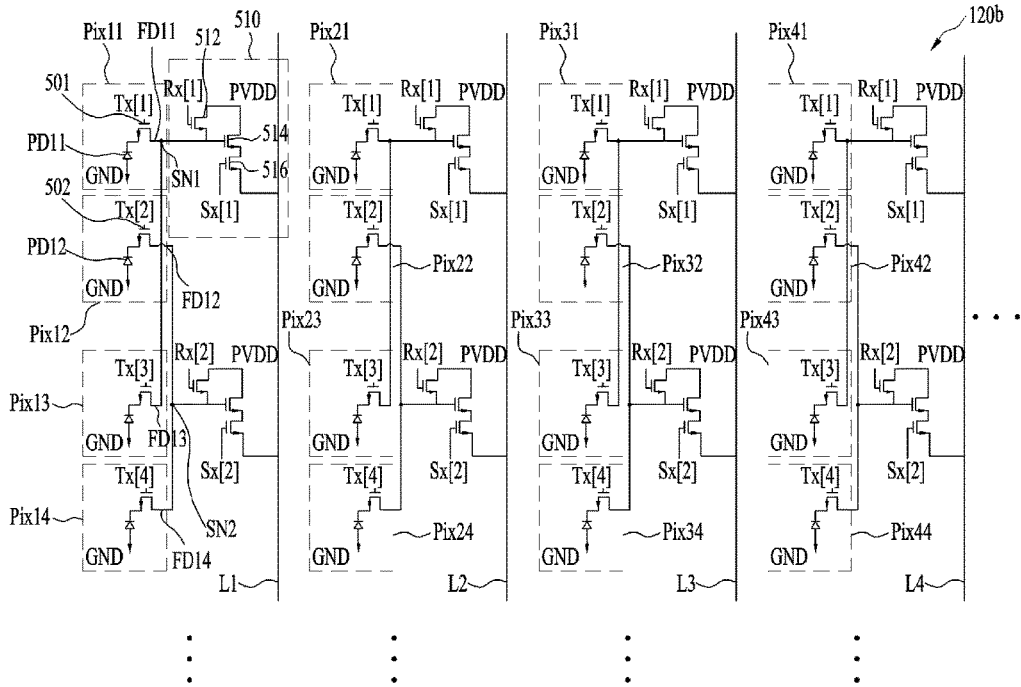 120b
Pix11 FD11 512 510 Pix21 Pix31 Pix41
501 Tx[1] Rx[1] PVDD Tx[1] Rx[1] PVDD Tx[1] Rx[1] PVDD Tx[1] Rx[1] PVDD
514
PD11 516
GND SN1 GND GND GND
502 Tx[2] Sx[1] Tx[2] Sx[1] Tx[2] Sx[1] Tx[2] Sx[1]
PD12 Pix22 Pix32 Pix42
GND FD12 GND GND GND
Pix12 Pix23 Pix33 Pix43
Tx[3] Rx[2] PVDD Tx[3] Rx[2] PVDD Tx[3] Rx[2] PVDD Tx[3] Rx[2] PVDD
Pix13
GND FD13 GND GND GND
Tx[4] Sx[2] Tx[4] Sx[2] Tx[4] Sx[2] Tx[4] Sx[2]
Pix14 SN2 Pix24 Pix34 Pix44
GND FD14 GND GND GND
L1 L2 L3 L4